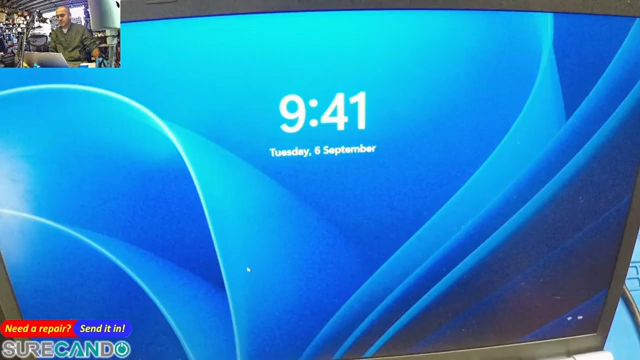 9:41
Tuesday, 6 September
Need a repair? Send it in!
SURECANDO